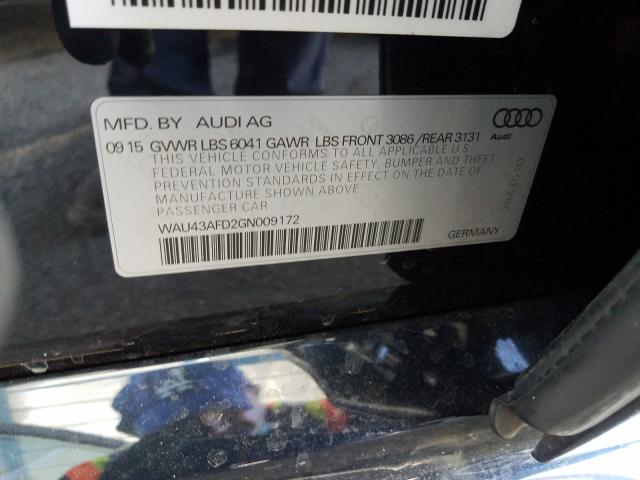 MFD. BY AUDI AG
Audi
09 15 GVWR LBS 6041 GAWR LBS FRONT 3086 /REAR 3131
THIS VEHICLE CONFORMS TO ALL APPLICABLE U S
FEDERAL MOTOR VEHICLE SAFETY, BUMPER AND THEFT
PREVENTION STANDARDS IN EFFECT ON THE DATE OF
MANUFACTURE SHOWN ABOVE
PASSENGER CAR
WAU43AFD2GN009172
GERMANY